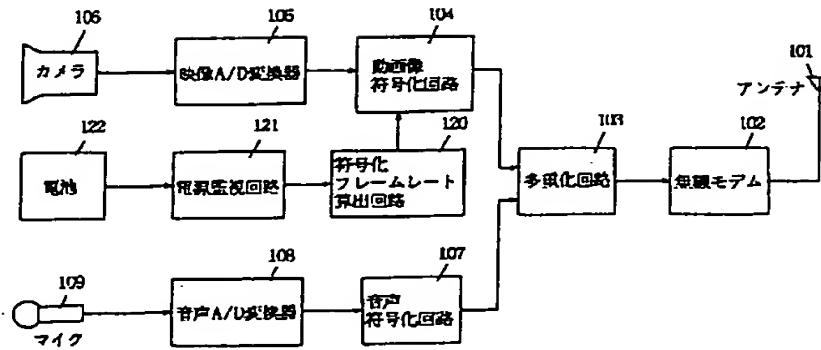 106
105
104
101
カメラ
映像A/D変換器
動画像
符号化回路
アンテナ
122
121
120
103
102
電池
電源監視回路
符号化
フレームレート
算出回路
多重化回路
無線モデム
109
108
107
マイク
音声A/D変換器
音声
符号化回路